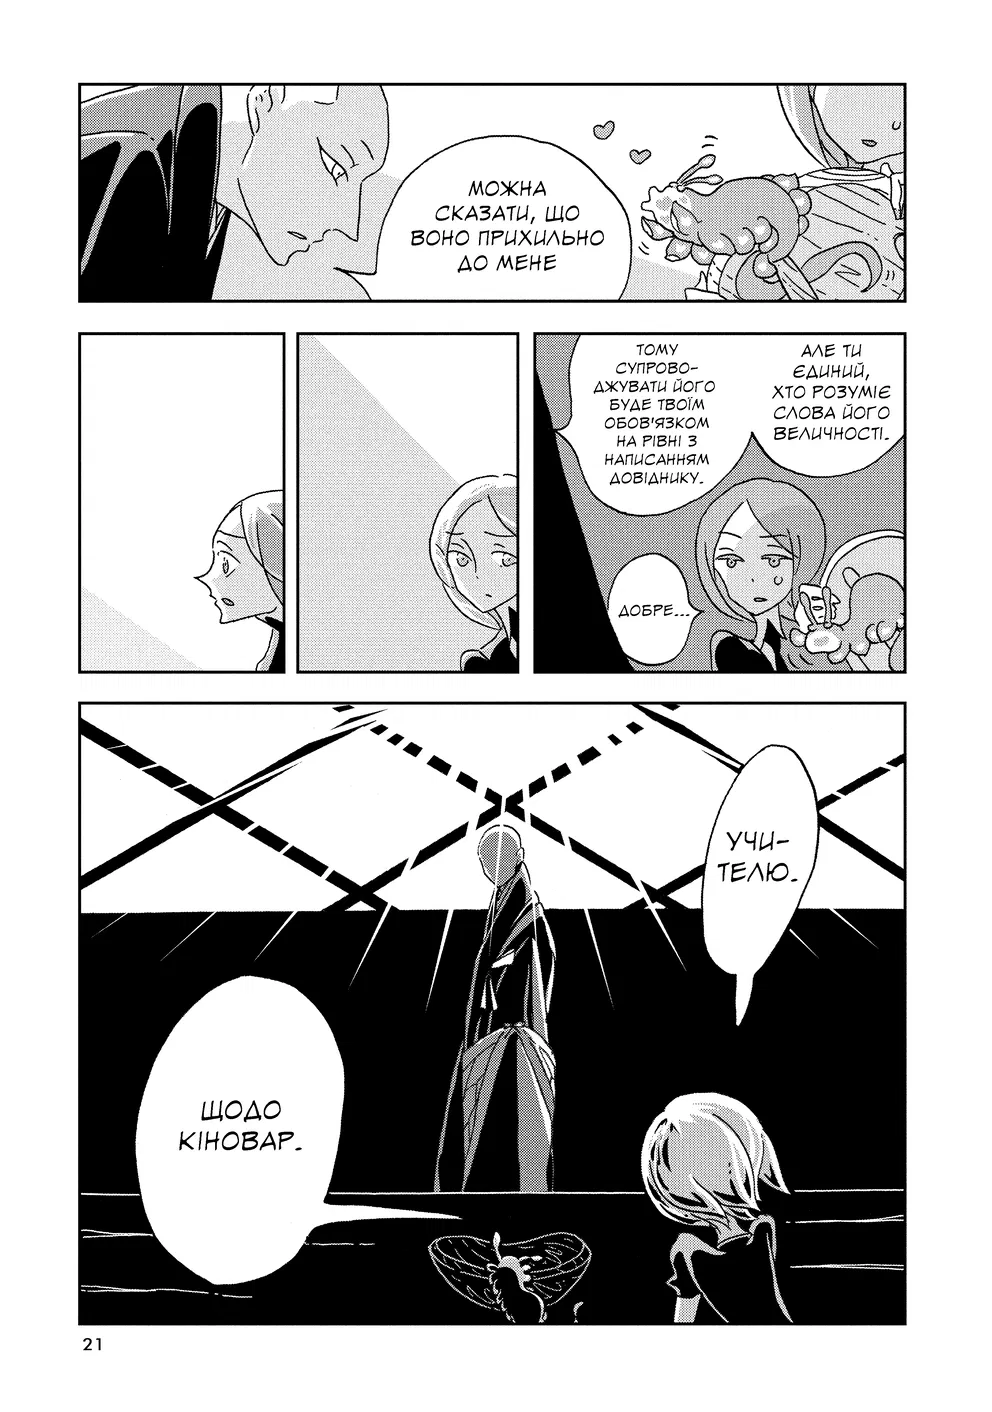 МОЖНА
СКАЗАТИ, ЩО
ВОНО ПРИХИЛЬНО
ДО МЕНЕ
АЛЕ ТИ
ЄДИНИЙ,
ХТО РОЗУМІЄ
СЛОВА ЙОГО
ВЕЛИЧНОСТІ.
ТОМУ
СУПРОВО-
ДЖУВАТИ ЙОГО
БУДЕ ТВОЇМ
ОБОВ'ЯЗКОМ
НА РІВНІ З
НАПИСАННЯМ
ДОВІДНИКУ.
ДОБРЕ...
УЧИ-
ТЕЛЮ.
ЩОДО
КІНОВАР.
21